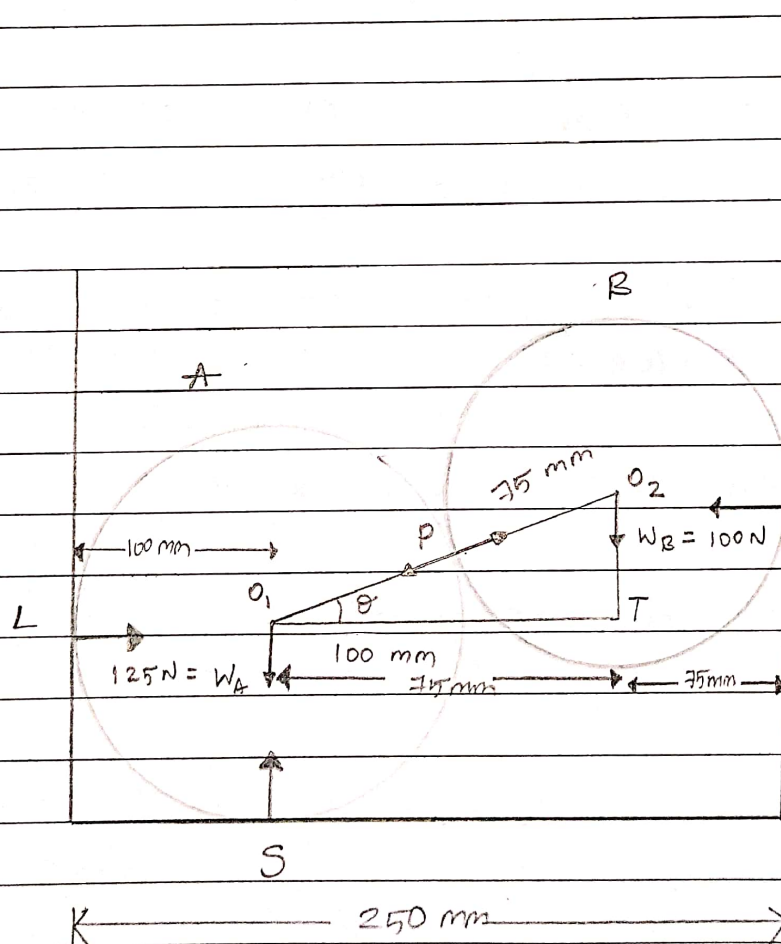 B
A
75 mm
O2
P
WB = 100N
100 mm
O1
θ
T
L
100 mm
125N = WA
75mm
75mm
S
250 mm